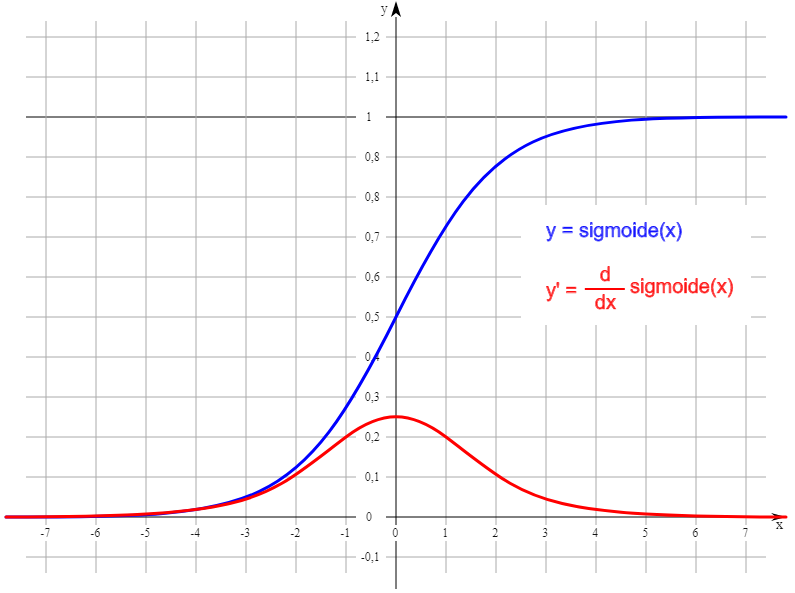 y
1,2
1,1
1
0,8
0,8
0,7
0,6
0,5
0,4
0,3
0,2
0,1
0
-0,1
y = sigmoide(x)
d
y' = sigmoide(x)
dx
-7 -6 -5 -4 -3 -2 -1 0 1 2 3 4 5 6 7
x